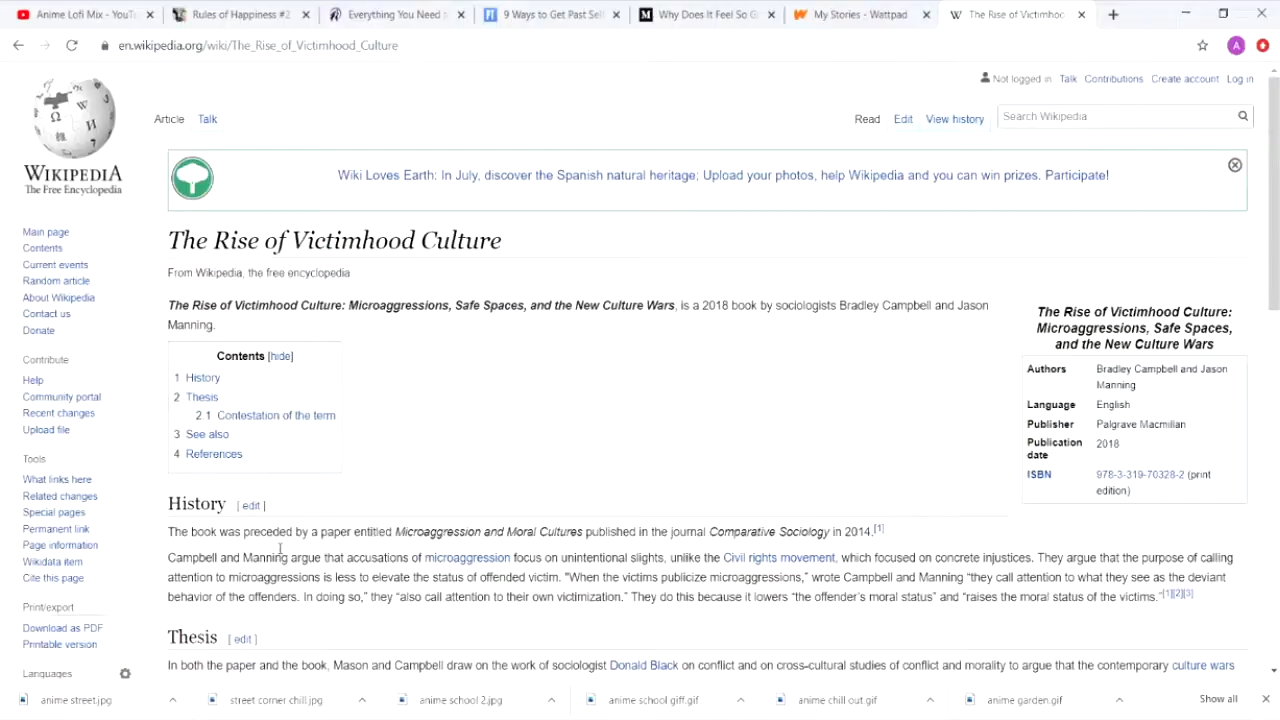 Anime Lofi Mix - YouTu
Rules of Happiness #2
Everything You Need
9 Ways to Get Past Self
Why Does It Feel So G
My Stories - Wattpad
The Rise of Victimhood
en.wikipedia.org/wiki/The_Rise_of_Victimhood_Culture
A
Not logged in Talk Contributions Create account Log in
Article Talk
Read Edit View history
Search Wikipedia
WIKIPEDIA
The Free Encyclopedia
Wiki Loves Earth: In July, discover the Spanish natural heritage; Upload your photos, help Wikipedia and you can win prizes. Participate!
Main page
Contents
Current events
Random article
About Wikipedia
Contact us
Donate
Contribute
Help
Community portal
Recent changes
Upload file
Tools
What links here
Related changes
Special pages
Permanent link
Page information
Wikidata item
Cite this page
Print/export
Download as PDF
Printable version
Languages
The Rise of Victimhood Culture
From Wikipedia, the free encyclopedia
The Rise of Victimhood Culture: Microaggressions, Safe Spaces, and the New Culture Wars, is a 2018 book by sociologists Bradley Campbell and Jason
Manning.
Contents [hide]
1 History
2 Thesis
2.1 Contestation of the term
3 See also
4 References
The Rise of Victimhood Culture:
Microaggressions, Safe Spaces,
and the New Culture Wars
Authors Bradley Campbell and Jason
Manning
Language English
Publisher Palgrave Macmillan
Publication 2018
date
ISBN 978-3-319-70328-2 (print
edition)
History [ edit ]
The book was preceded by a paper entitled Microaggression and Moral Cultures published in the journal Comparative Sociology in 2014.[1]
Campbell and Manning argue that accusations of microaggression focus on unintentional slights, unlike the Civil rights movement, which focused on concrete injustices. They argue that the purpose of calling
attention to microaggressions is less to elevate the status of offended victim. "When the victims publicize microaggressions,” wrote Campbell and Manning “they call attention to what they see as the deviant
behavior of the offenders. In doing so,” they “also call attention to their own victimization.” They do this because it lowers “the offender’s moral status” and “raises the moral status of the victims.”[1][2][3]
Thesis [ edit ]
In both the paper and the book, Mason and Campbell draw on the work of sociologist Donald Black on conflict and on cross-cultural studies of conflict and morality to argue that the contemporary culture wars
anime street.jpg
street corner chill.jpg
anime school 2.jpg
anime school giff.gif
anime chill out.gif
anime garden.gif
Show all